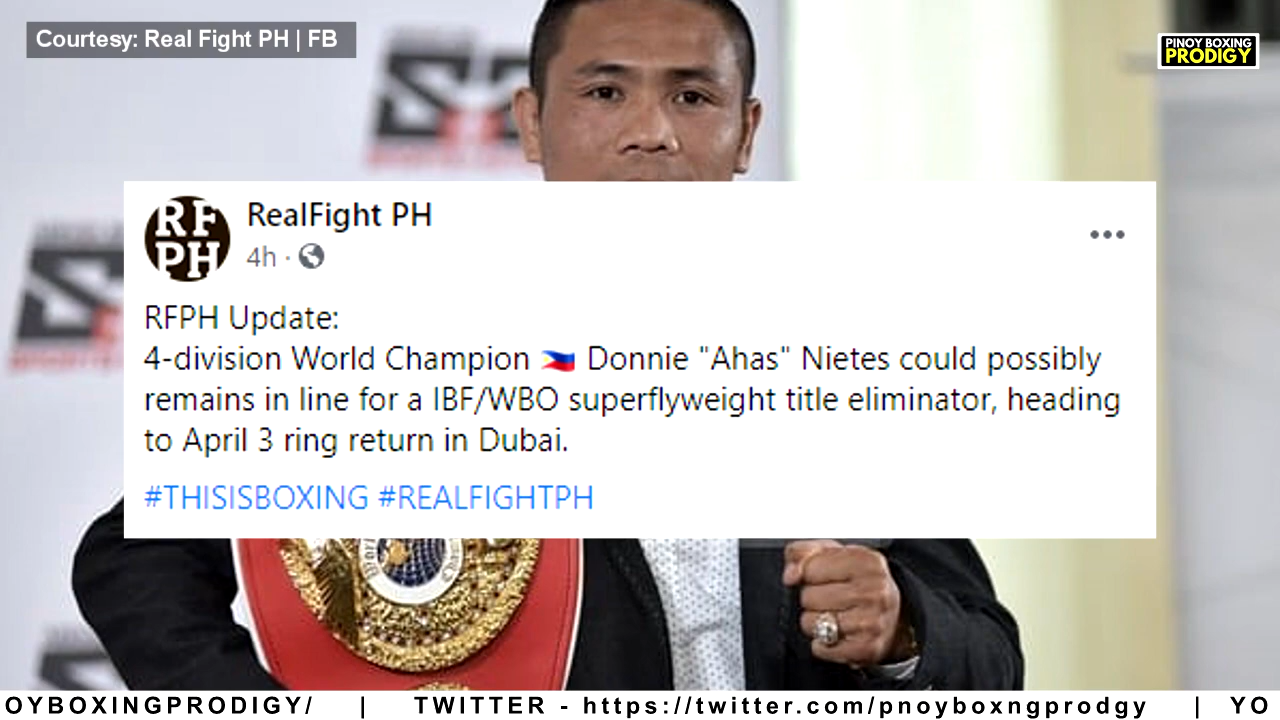 Courtesy: Real Fight PH | FB
PINOY BOXING
PRODIGY
RF
PH
RealFight PH
4h ·
RFPH Update:
4-division World Champion 🇵🇭 Donnie "Ahas" Nietes could possibly
remains in line for a IBF/WBO superflyweight title eliminator, heading
to April 3 ring return in Dubai.
#THISISBOXING #REALFIGHTPH
OYBOXINGPRODIGY/ | TWITTER - https://twitter.com/pnoyboxngprodgy | YO